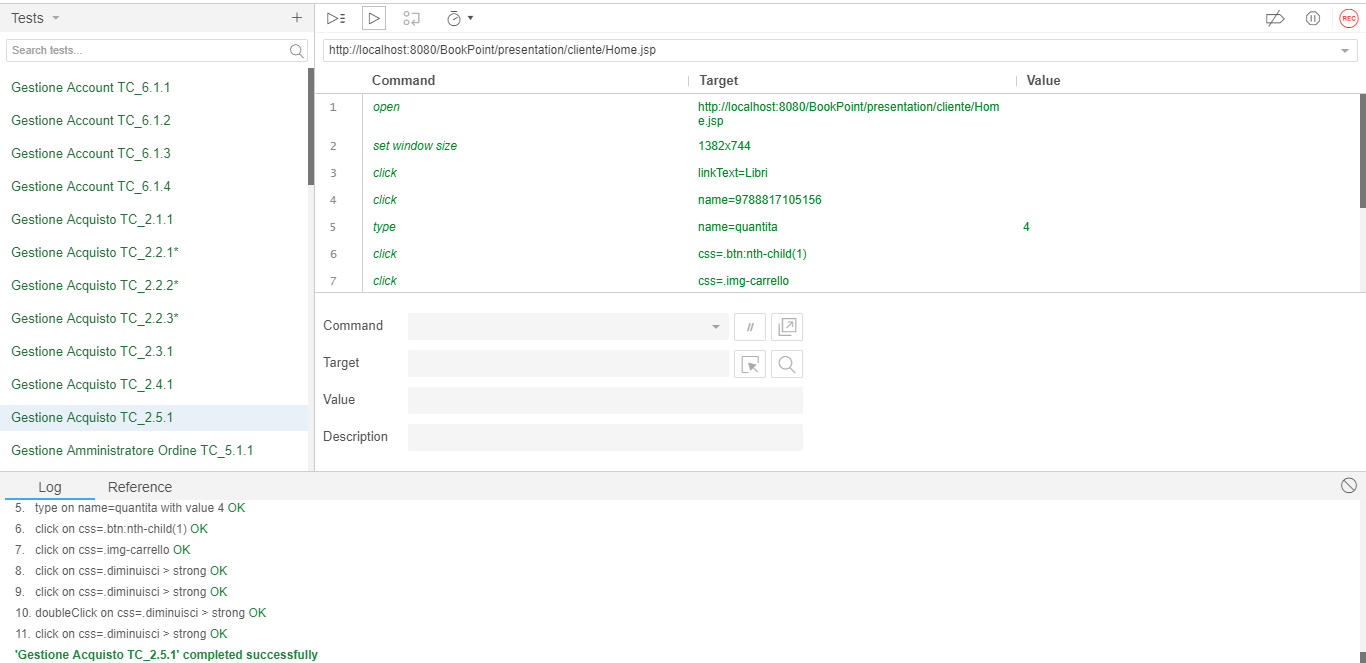 Tests
Search tests...
Gestione Account TC_6.1.1
Gestione Account TC_6.1.2
Gestione Account TC_6.1.3
Gestione Account TC_6.1.4
Gestione Acquisto TC_2.1.1
Gestione Acquisto TC_2.2.1*
Gestione Acquisto TC_2.2.2*
Gestione Acquisto TC_2.2.3*
Gestione Acquisto TC_2.3.1
Gestione Acquisto TC_2.4.1
Gestione Acquisto TC_2.5.1
Gestione Amministratore Ordine TC_5.1.1
REC
http://localhost:8080/BookPoint/presentation/cliente/Home.jsp
Command Target Value
1 open http://localhost:8080/BookPoint/presentation/cliente/Hom
e.jsp
2 set window size 1382x744
3 click linkText=Libri
4 click name=9788817105156
5 type name=quantita 4
6 click css=.btn:nth-child(1)
7 click css=.img-carrello
Command //
Target
Value
Description
Log Reference
5. type on name=quantita with value 4 OK
6. click on css=.btn:nth-child(1) OK
7. click on css=.img-carrello OK
8. click on css=.diminuisci > strong OK
9. click on css=.diminuisci > strong OK
10. doubleClick on css=.diminuisci > strong OK
11. click on css=.diminuisci > strong OK
'Gestione Acquisto TC_2.5.1' completed successfully